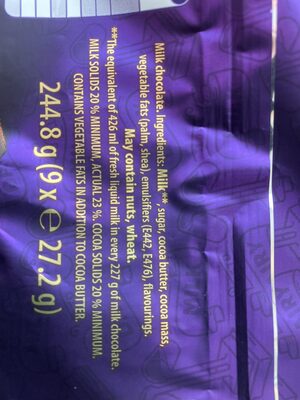 Milk chocolate. Ingredients: Milk**, sugar, cocoa butter, cocoa mass,
vegetable fats (palm, shea), emulsifiers (E442, E476), flavourings.
May contain nuts, wheat.
**The equivalent of 426 ml of fresh liquid milk in every 227 g of milk chocolate.
MILK SOLIDS 20 % MINIMUM, ACTUAL 23 %. COCOA SOLIDS 20 % MINIMUM.
CONTAINS VEGETABLE FATS IN ADDITION TO COCOA BUTTER.
244.8 g (9 x ℮ 27.2 g)